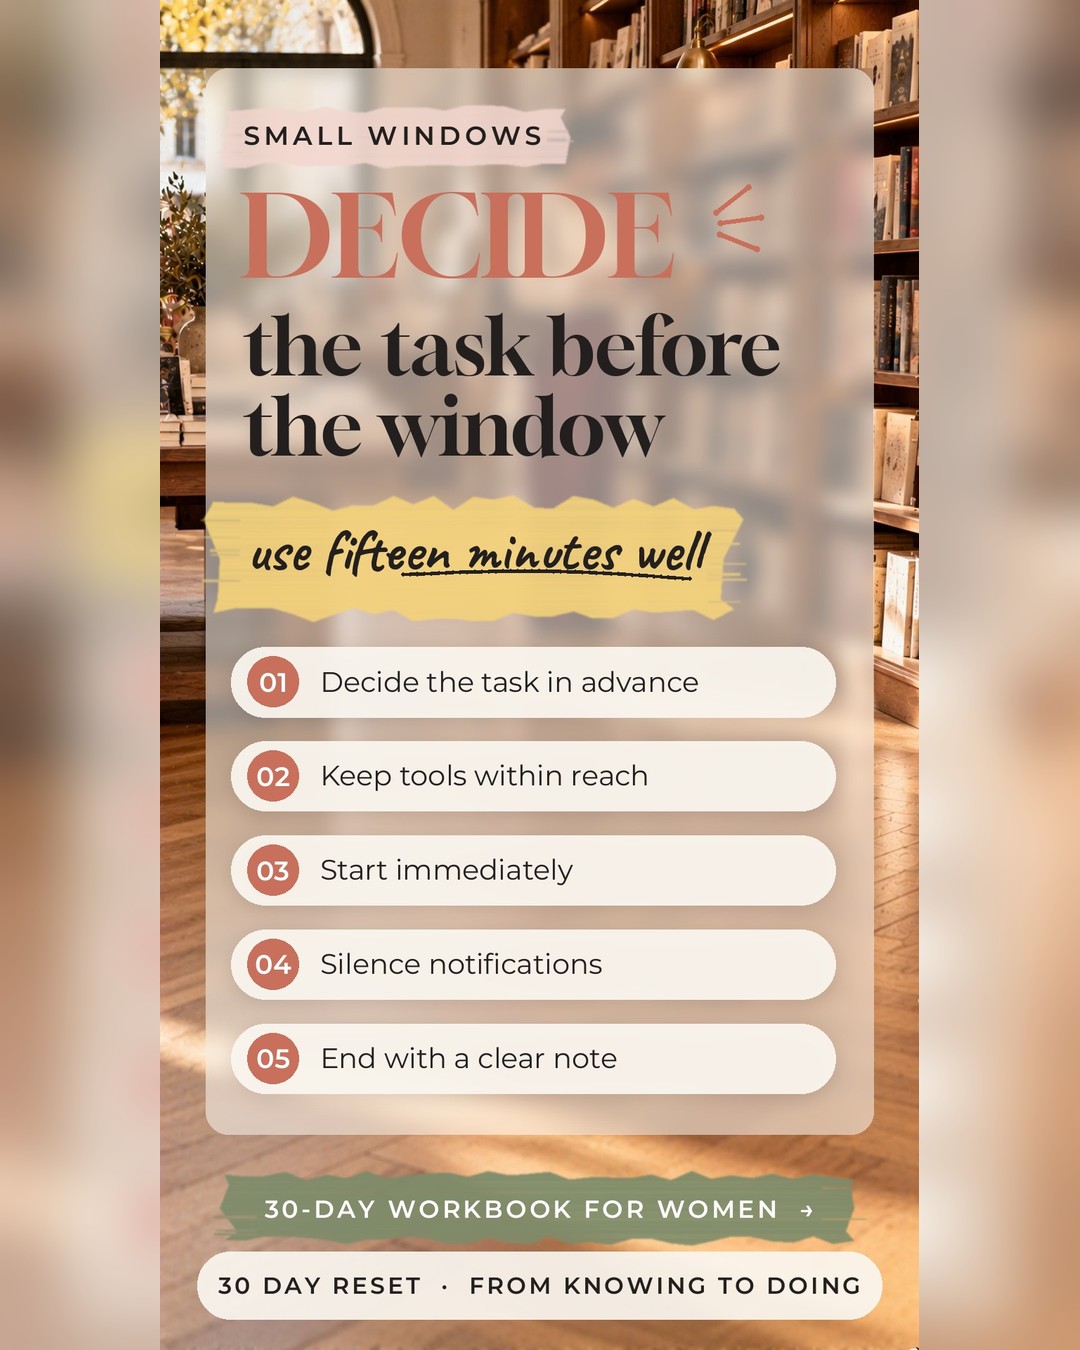 SMALL WINDOWS
DECIDE
the task before
the window
use fifteen minutes well
01 Decide the task in advance
02 Keep tools within reach
03 Start immediately
04 Silence notifications
05 End with a clear note
30-DAY WORKBOOK FOR WOMEN →
30 DAY RESET · FROM KNOWING TO DOING